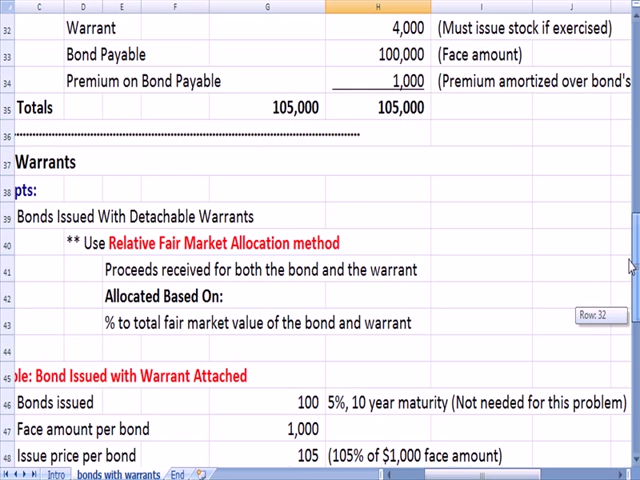 C D E F G H I J
32 Warrant 4,000 (Must issue stock if exercised)
33 Bond Payable 100,000 (Face amount)
34 Premium on Bond Payable 1,000 (Premium amortized over bond's
35 Totals 105,000 105,000
36
37 Warrants
38 pts:
39 Bonds Issued With Detachable Warrants
40 ** Use Relative Fair Market Allocation method
41 Proceeds received for both the bond and the warrant
42 Allocated Based On:
43 % to total fair market value of the bond and warrant
Row: 32
44
45 ple: Bond Issued with Warrant Attached
46 Bonds issued 100 5%, 10 year maturity (Not needed for this problem)
47 Face amount per bond 1,000
48 Issue price per bond 105 (105% of $1,000 face amount)
Intro bonds with warrants End